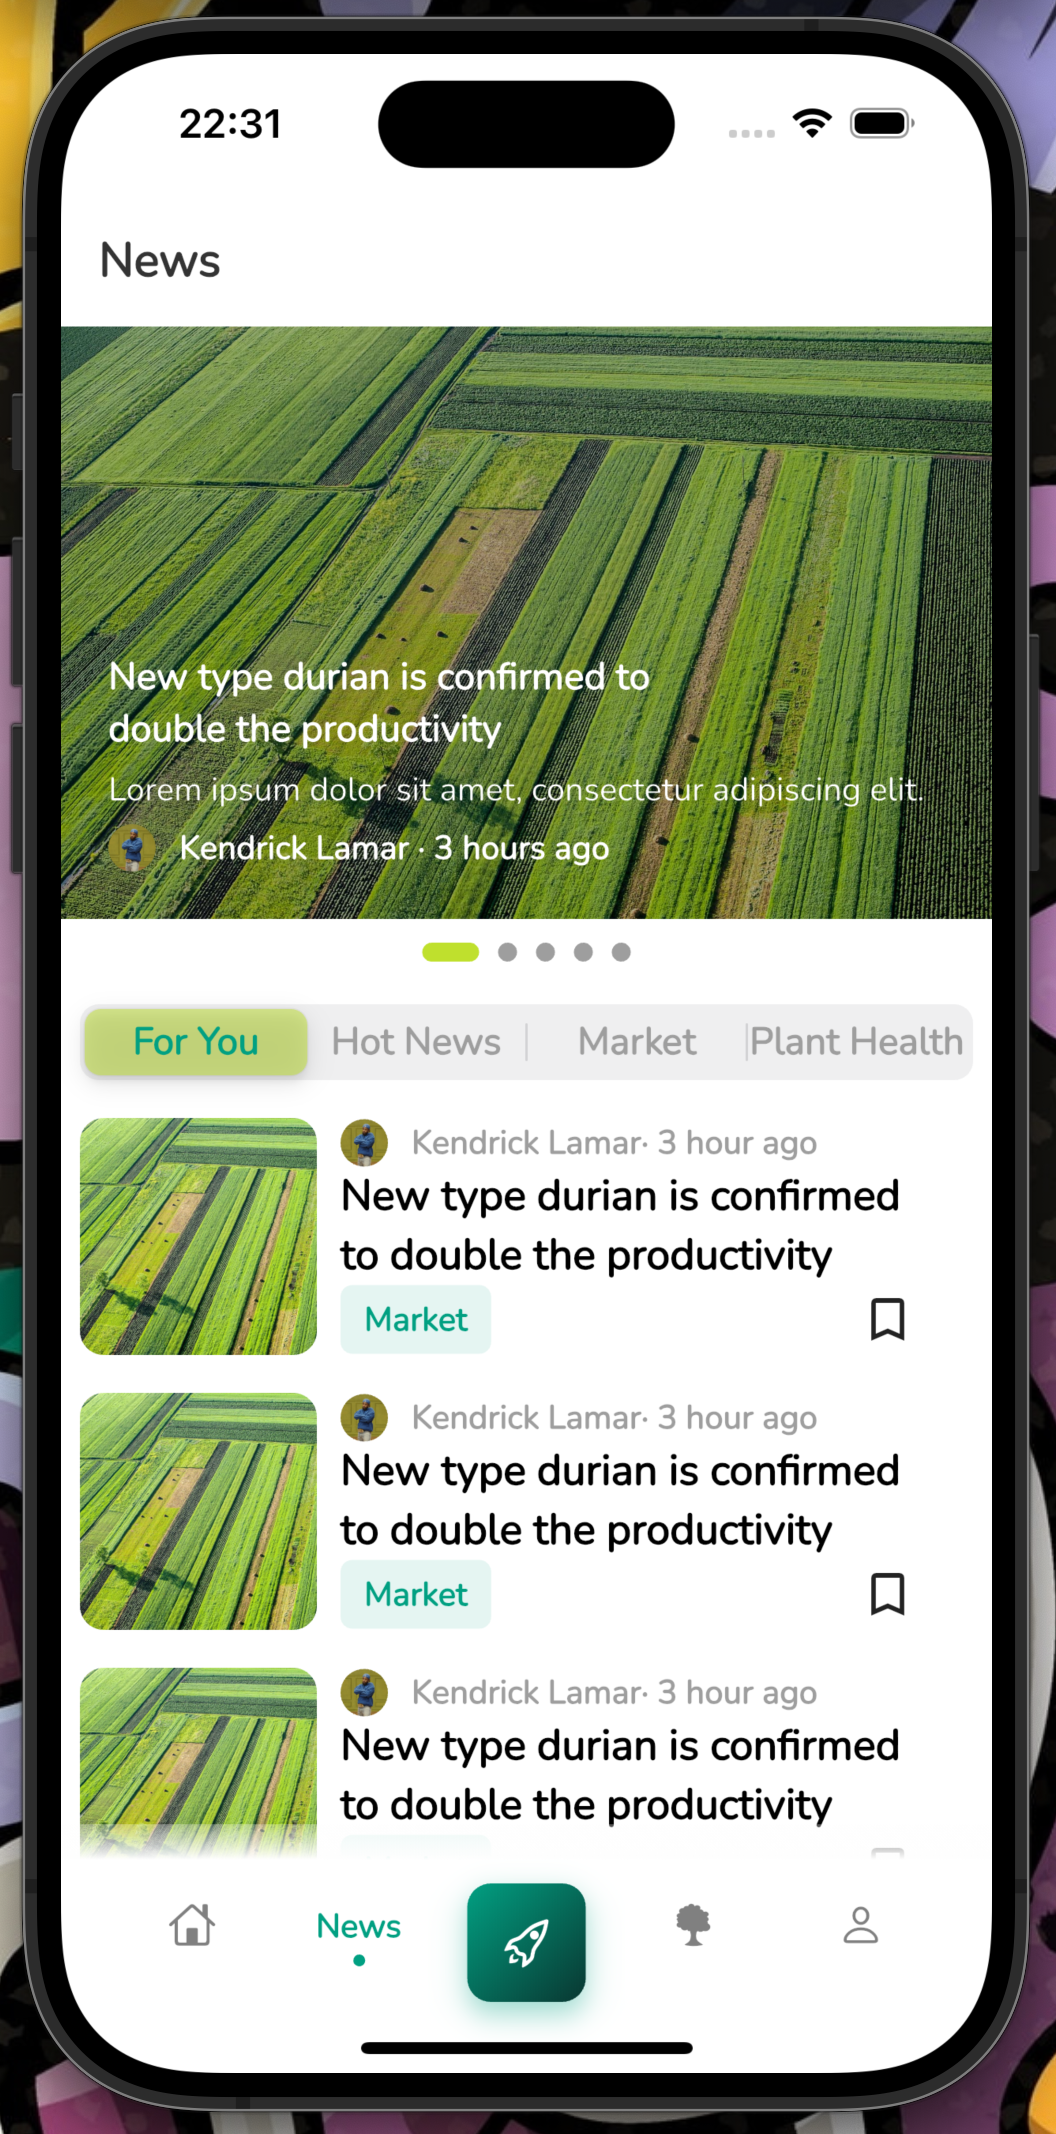 22:31
News
New type durian is confirmed to
double the productivity
Lorem ipsum dolor sit amet, consectetur adipiscing elit.
Kendrick Lamar · 3 hours ago
For You Hot News Market Plant Health
Kendrick Lamar· 3 hour ago
New type durian is confirmed
to double the productivity
Market
Kendrick Lamar· 3 hour ago
New type durian is confirmed
to double the productivity
Market
Kendrick Lamar· 3 hour ago
New type durian is confirmed
to double the productivity
News